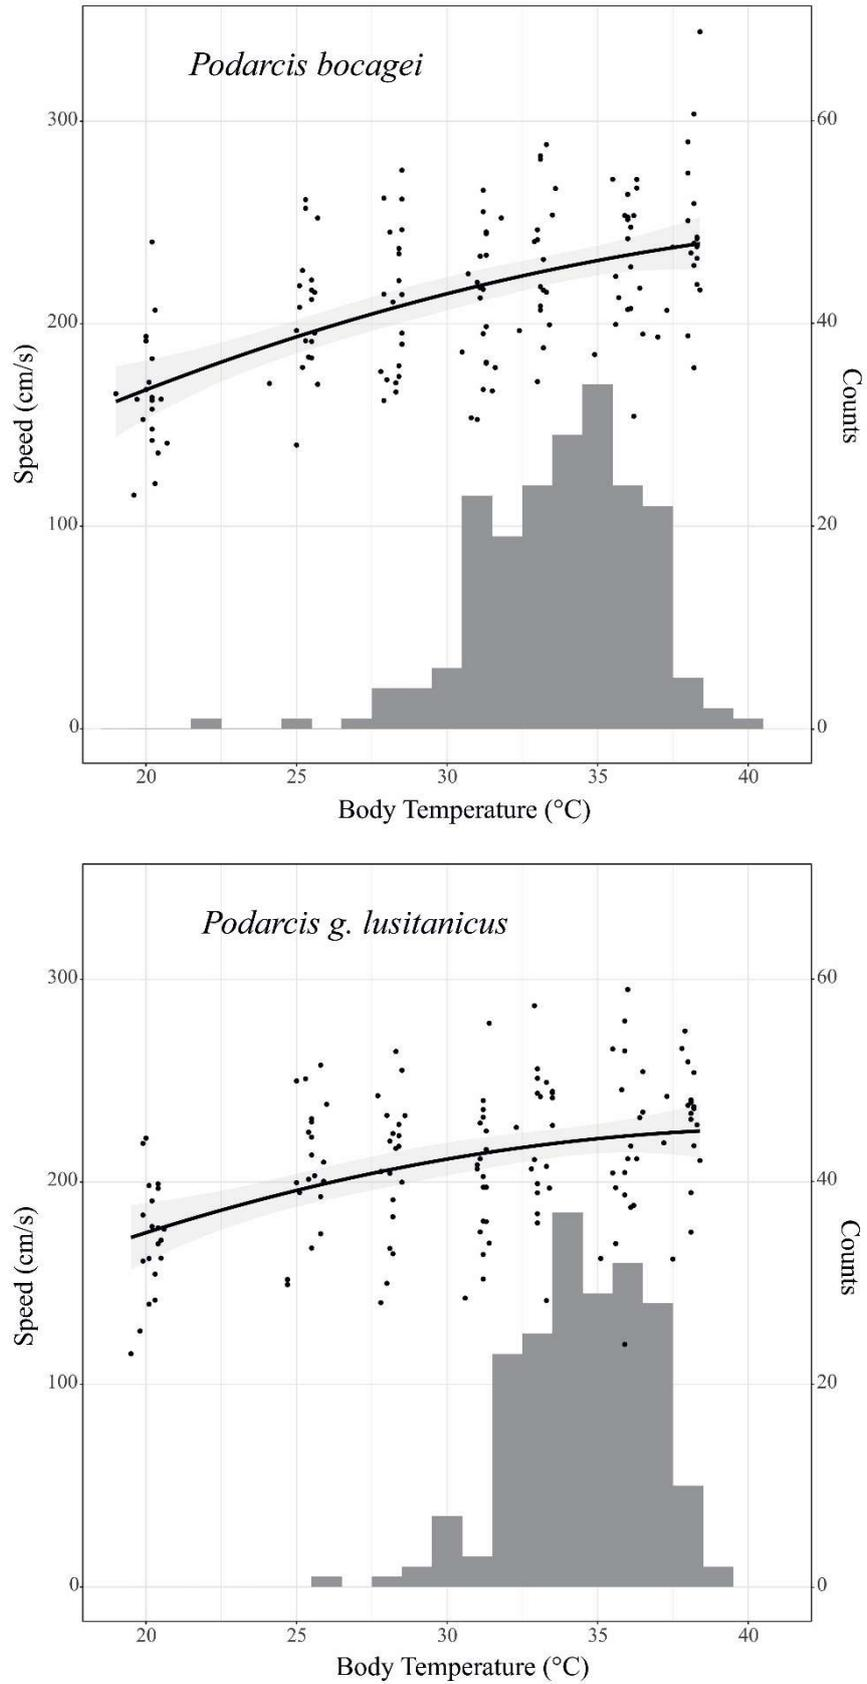 Podarcis bocagei
300
200
100
0
Speed (cm/s)
60
40
20
0
Counts
20 25 30 35 40
Body Temperature (°C)
Podarcis g. lusitanicus
300
200
100
0
Speed (cm/s)
60
40
20
0
Counts
20 25 30 35 40
Body Temperature (°C)